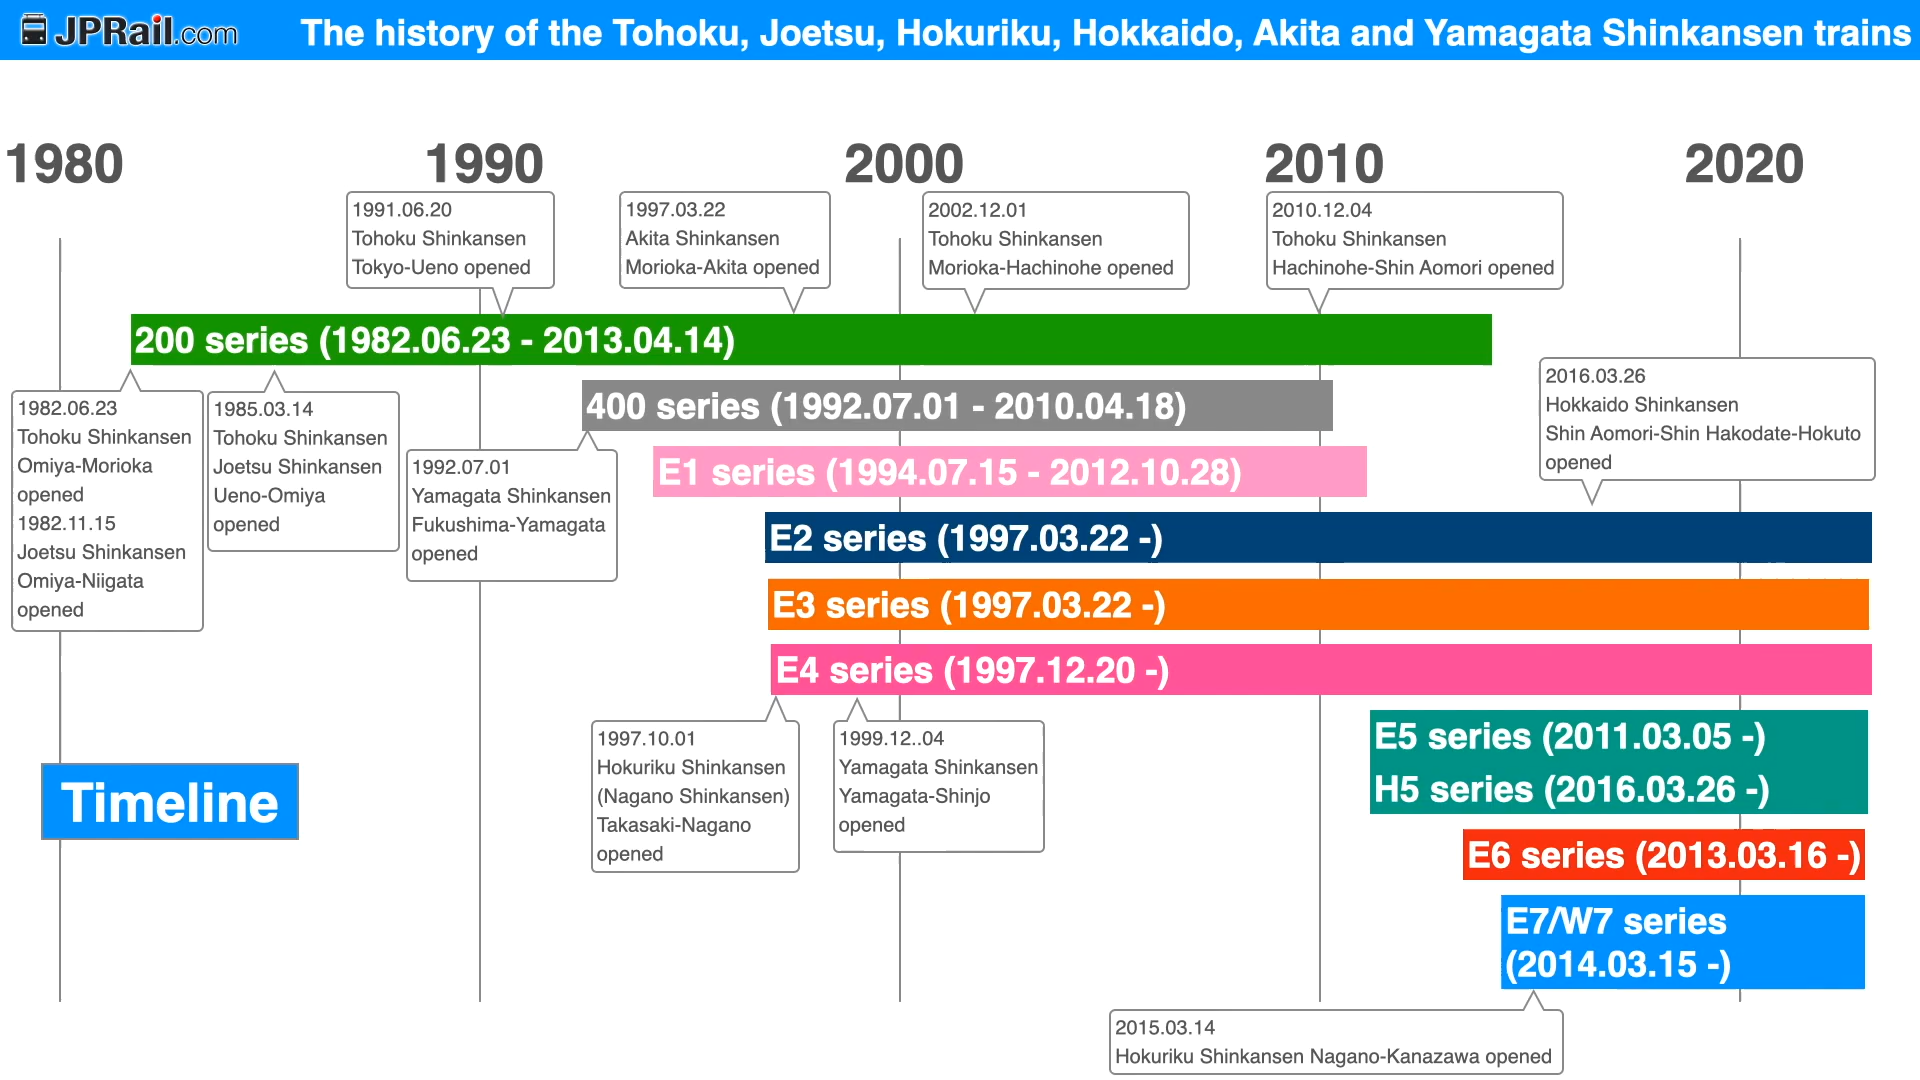 JPRail.com
The history of the Tohoku, Joetsu, Hokuriku, Hokkaido, Akita and Yamagata Shinkansen trains
1980
1990
2000
2010
2020
1991.06.20
Tohoku Shinkansen
Tokyo-Ueno opened
1997.03.22
Akita Shinkansen
Morioka-Akita opened
2002.12.01
Tohoku Shinkansen
Morioka-Hachinohe opened
2010.12.04
Tohoku Shinkansen
Hachinohe-Shin Aomori opened
200 series (1982.06.23 - 2013.04.14)
1982.06.23
Tohoku Shinkansen
Omiya-Morioka
opened
1982.11.15
Joetsu Shinkansen
Omiya-Niigata
opened
1985.03.14
Tohoku Shinkansen
Joetsu Shinkansen
Ueno-Omiya
opened
400 series (1992.07.01 - 2010.04.18)
1992.07.01
Yamagata Shinkansen
Fukushima-Yamagata
opened
2016.03.26
Hokkaido Shinkansen
Shin Aomori-Shin Hakodate-Hokuto
opened
E1 series (1994.07.15 - 2012.10.28)
E2 series (1997.03.22 -)
E3 series (1997.03.22 -)
E4 series (1997.12.20 -)
1997.10.01
Hokuriku Shinkansen
(Nagano Shinkansen)
Takasaki-Nagano
opened
1999.12..04
Yamagata Shinkansen
Yamagata-Shinjo
opened
E5 series (2011.03.05 -)
H5 series (2016.03.26 -)
Timeline
E6 series (2013.03.16 -)
E7/W7 series
(2014.03.15 -)
2015.03.14
Hokuriku Shinkansen Nagano-Kanazawa opened